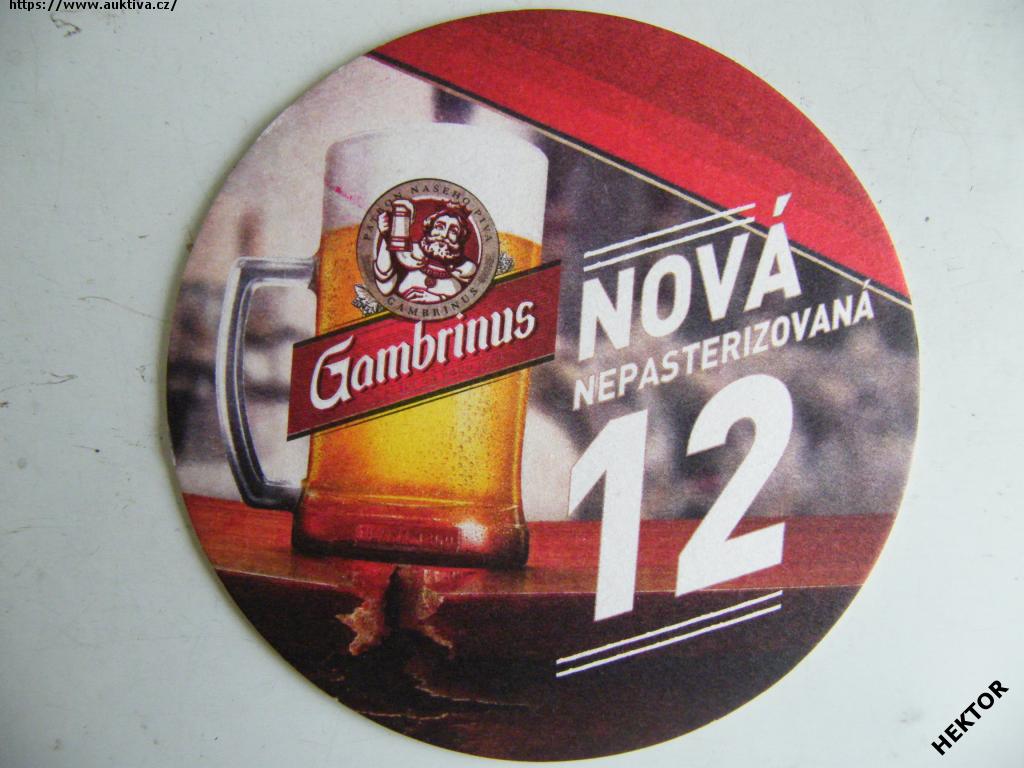 https://www.auktiva.cz/
PATRON NAŠEHO PIVA
GAMBRINUS
Gambrinus
NOVÁ
NEPASTERIZOVANÁ
12
HEKTOR